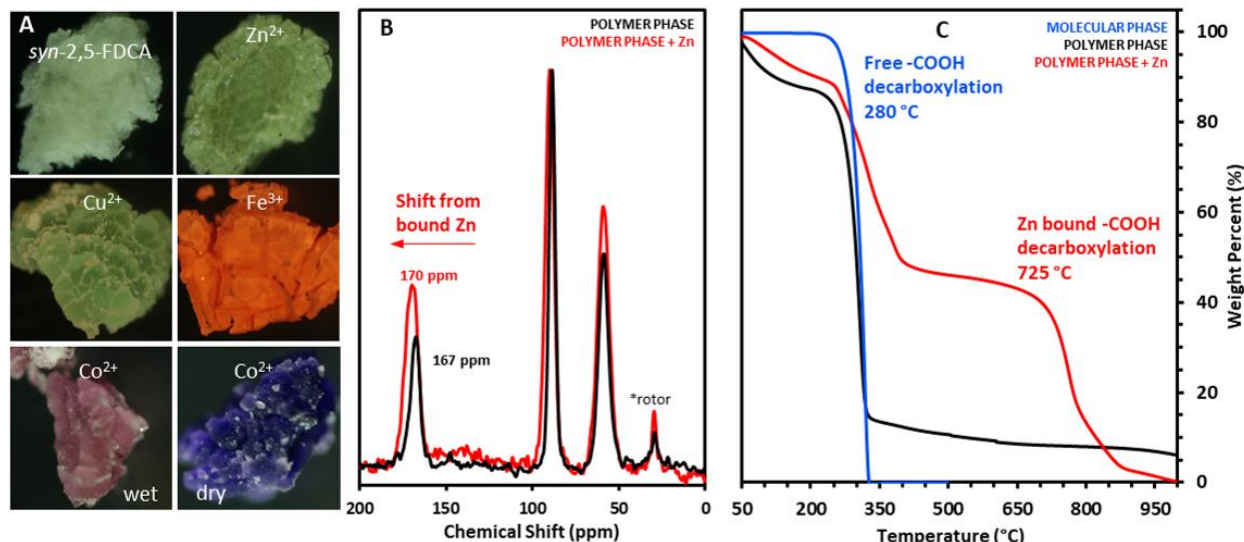 A
syn-2,5-FDCA
Zn²⁺
Cu²⁺
Fe³⁺
Co²⁺
wet
Co²⁺
dry
B
POLYMER PHASE
POLYMER PHASE + Zn
Shift from
bound Zn
170 ppm
167 ppm
*rotor
200
150
100
50
0
Chemical Shift (ppm)
C
MOLECULAR PHASE
POLYMER PHASE
POLYMER PHASE + Zn
Free -COOH
decarboxylation
280 °C
Zn bound -COOH
decarboxylation
725 °C
100
80
60
40
20
0
Weight Percent (%)
50
200
350
500
650
800
950
Temperature (°C)